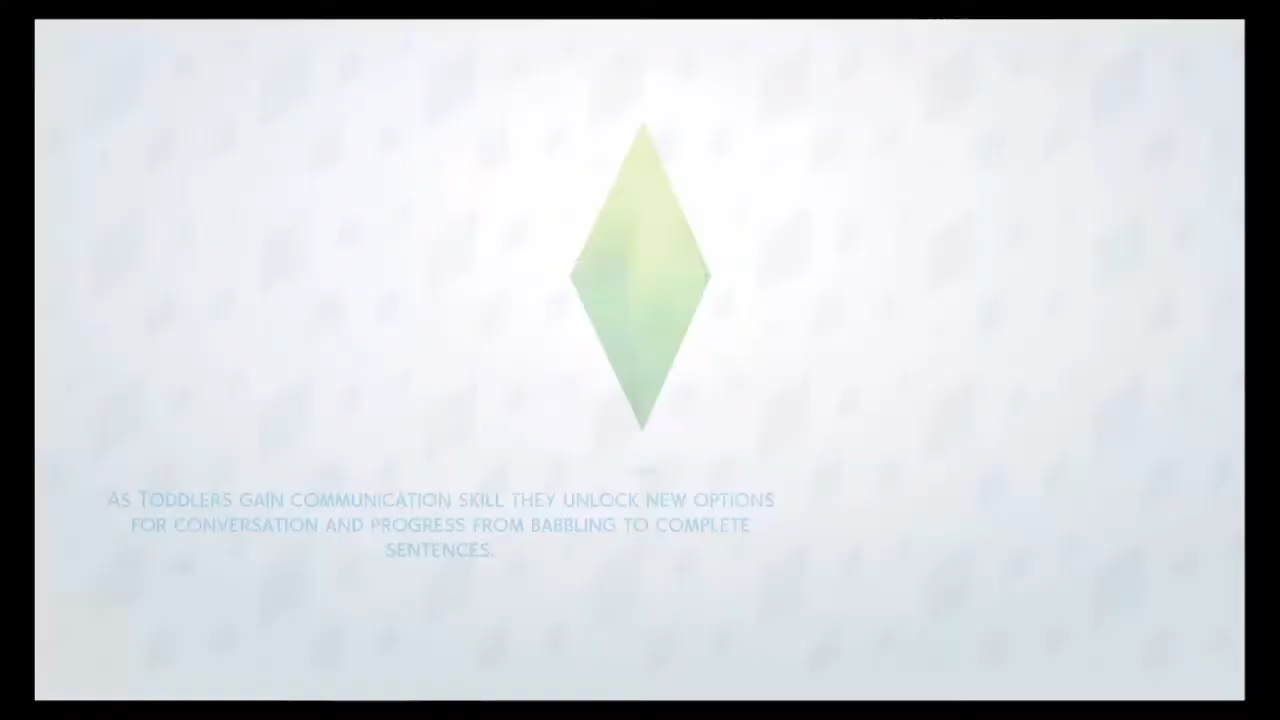 As Toddlers gain communication skill they unlock new options
for conversation and progress from babbling to complete
sentences.